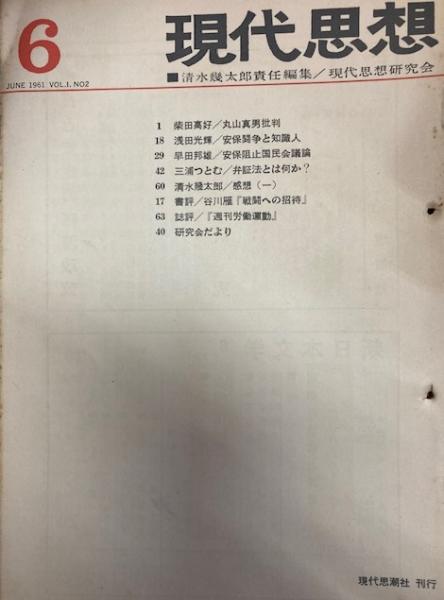 6
JUNE 1961 VOL.1, NO2
現代思想
■清水幾太郎責任編集/現代思想研究会
1 柴田高好/丸山真男批判
18 浅田光輝/安保闘争と知識人
29 早田邦雄/安保阻止国民会議論
42 三浦つとむ/弁証法とは何か?
60 清水幾太郎/感想(一)
17 書評/谷川雁『戦闘への招待』
63 誌評/『週刊労働運動』
40 研究会だより
現代思潮社 刊行